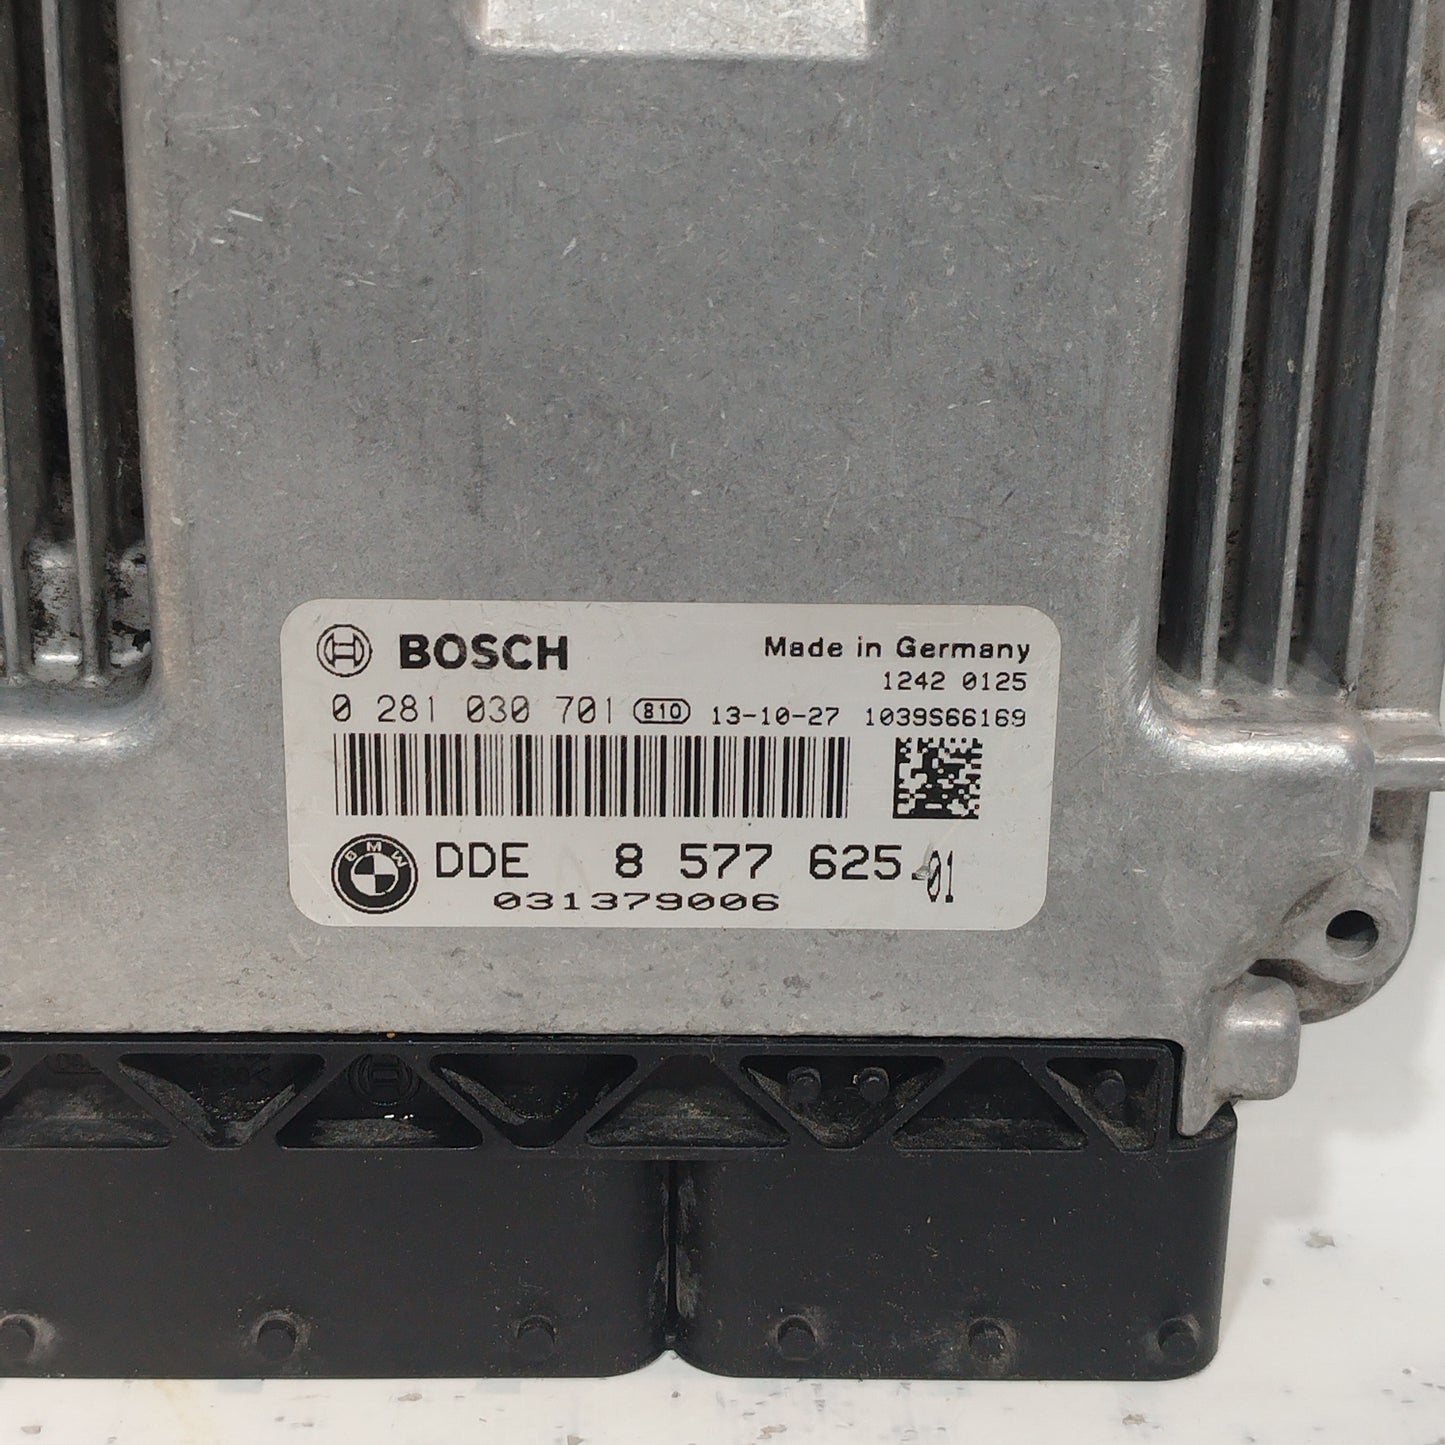 BOSCH
Made in Germany
1242 0125
0 281 030 701 810 13-10-27 1039S66169
BMW
DDE 8 577 625-01
031379006